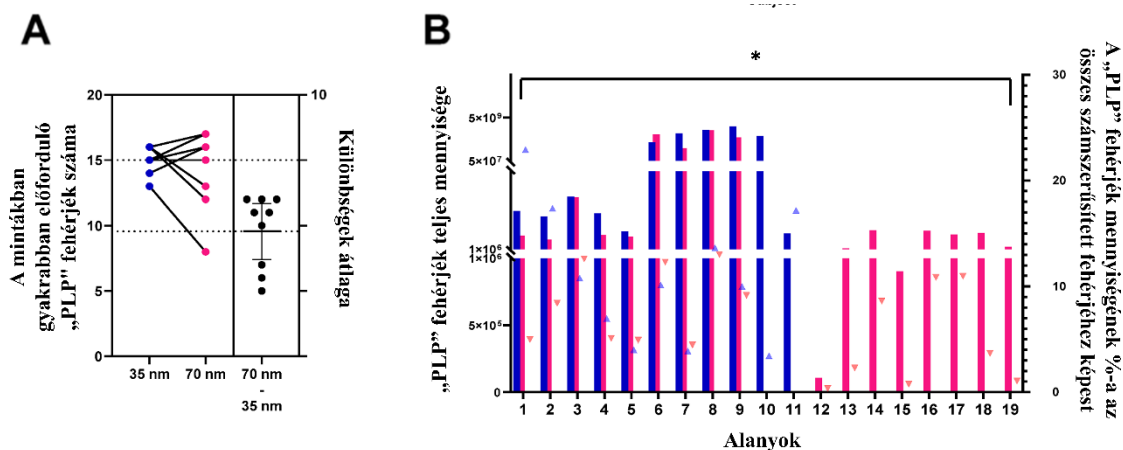 A
A mintákban
gyakrabban előforduló
„PLP" fehérjék száma
20
15
10
5
0
35 nm
70 nm
70 nm
-
35 nm
10
Különbségek átlaga
B
„PLP" fehérjék teljes mennyisége
5×10⁹
5×10⁷
1×10⁶
1×10⁶
5×10⁵
0
*
1 2 3 4 5 6 7 8 9 10 11 12 13 14 15 16 17 18 19
Alanyok
30
20
10
0
A „PLP" fehérjék mennyiségének %-a az
összes számszerűsített fehérjéhez képest